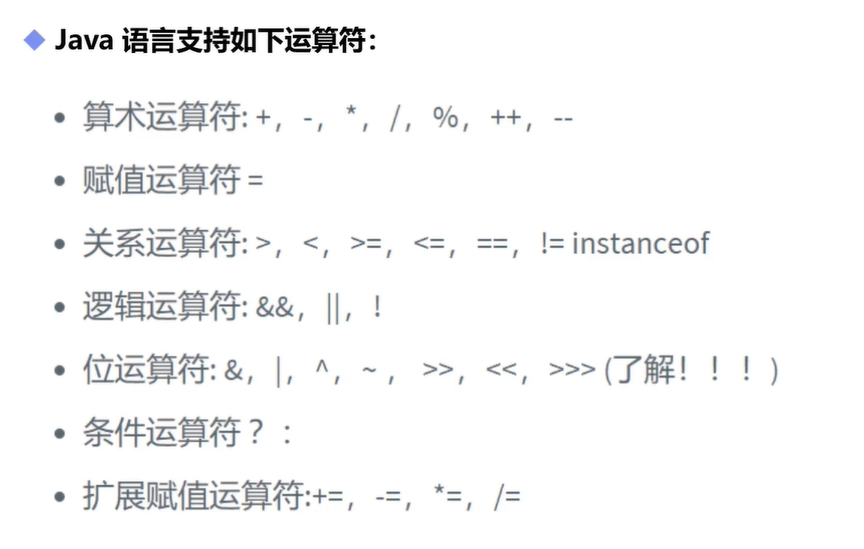 Java 语言支持如下运算符：
算术运算符: +， -， *， /， %， ++， --
赋值运算符 =
关系运算符: >， <， >=， <=， ==， != instanceof
逻辑运算符: &&， ||， !
位运算符: &， |， ^， ~ ， >>， <<， >>> (了解！！！)
条件运算符？：
扩展赋值运算符:+=， -=， *=， /=